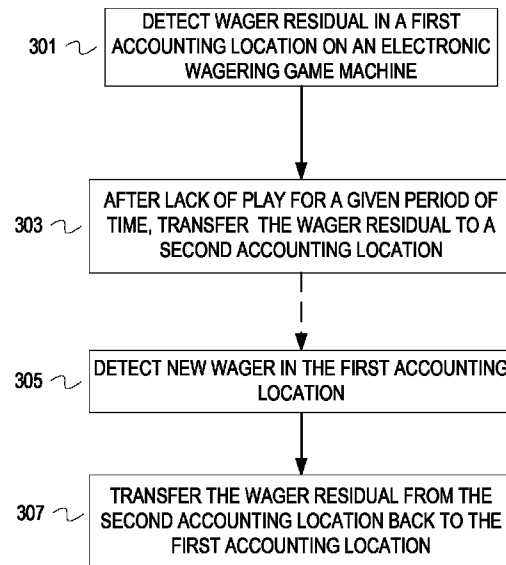 301
DETECT WAGER RESIDUAL IN A FIRST
ACCOUNTING LOCATION ON AN ELECTRONIC
WAGERING GAME MACHINE
303
AFTER LACK OF PLAY FOR A GIVEN PERIOD OF
TIME, TRANSFER THE WAGER RESIDUAL TO A
SECOND ACCOUNTING LOCATION
305
DETECT NEW WAGER IN THE FIRST ACCOUNTING
LOCATION
307
TRANSFER THE WAGER RESIDUAL FROM THE
SECOND ACCOUNTING LOCATION BACK TO THE
FIRST ACCOUNTING LOCATION